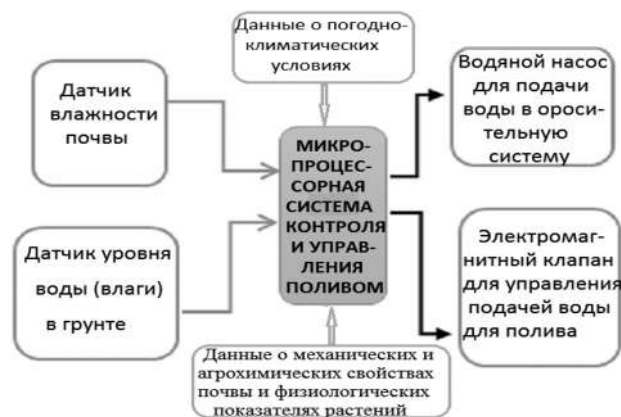 Данные о погодно-
климатических
условиях
Датчик
влажности
почвы
Водяной насос
для подачи
воды в ороси-
тельную
систему
МИКРО-
ПРОЦЕС-
СОРНАЯ
СИСТЕМА
КОНТРОЛЯ
И УПРАВ-
ЛЕНИЯ
ПОЛИВОМ
Датчик уровня
воды (влаги)
в грунте
Электромаг-
нитный клапан
для управления
подачей воды
для полива
Данные о механических и
агрохимических свойствах
почвы и физиологических
показателях растений